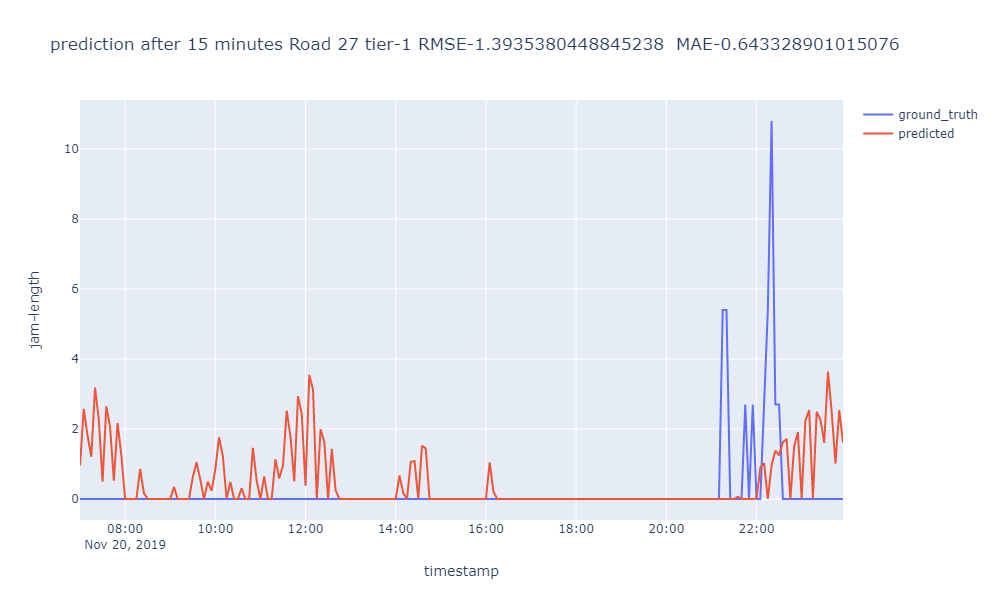 prediction after 15 minutes Road 27 tier-1 RMSE-1.3935380448845238  MAE-0.643328901015076
ground_truth
predicted
10
8
6
4
2
0
jam-length
08:00 10:00 12:00 14:00 16:00 18:00 20:00 22:00
Nov 20, 2019
timestamp